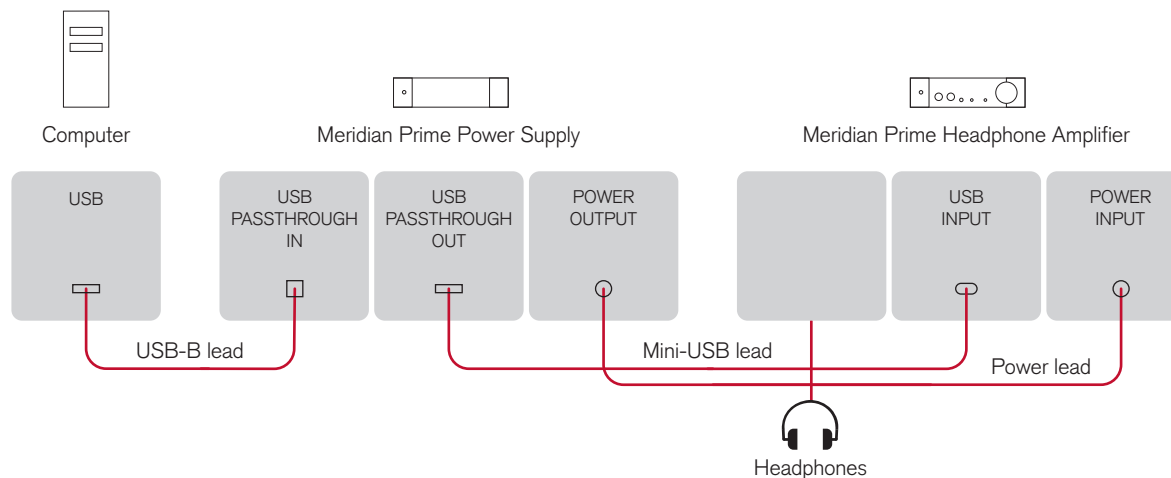 Computer
Meridian Prime Power Supply
Meridian Prime Headphone Amplifier
USB
USB
PASSTHROUGH
IN
USB
PASSTHROUGH
OUT
POWER
OUTPUT
USB
INPUT
POWER
INPUT
USB-B lead
Mini-USB lead
Power lead
Headphones